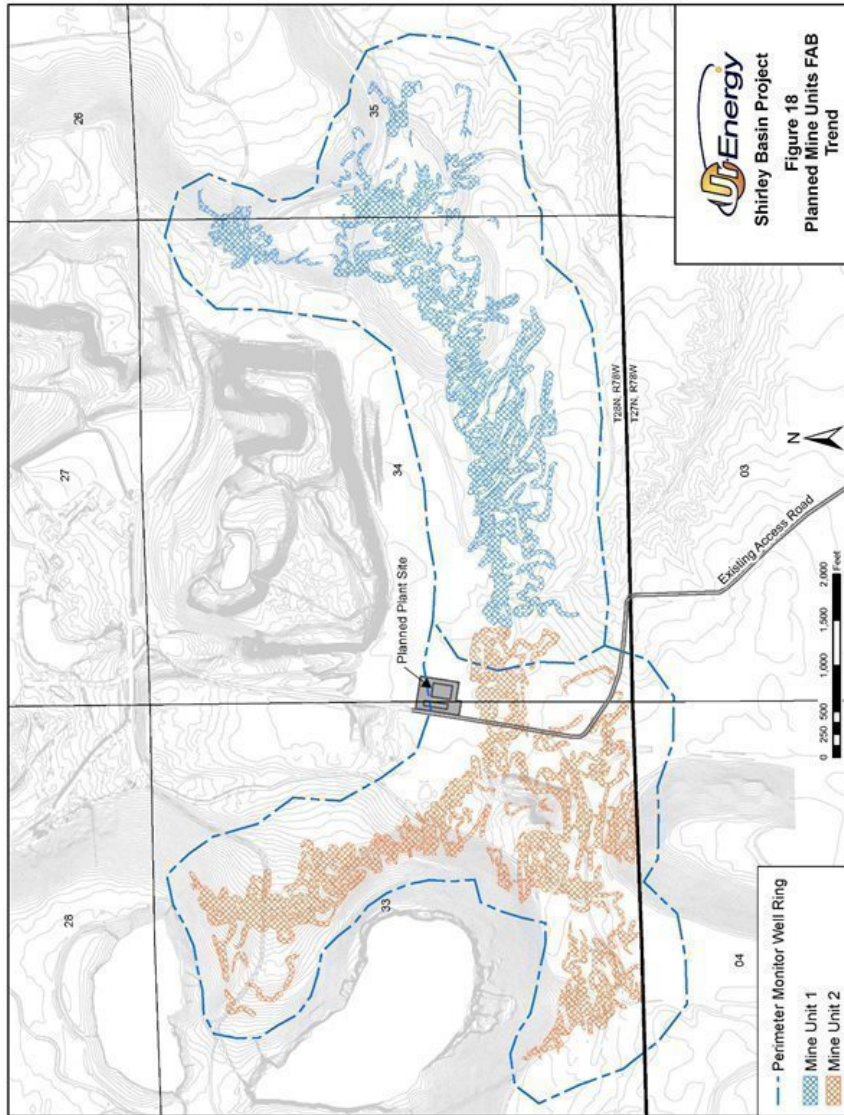 26
27
28
35
34
33
Planned Plant Site
T28N, R78W
T27N, R78W
03
04
Existing Access Road
N
0 250 500 1,000 1,500 2,000
Feet
Perimeter Monitor Well Ring
Mine Unit 1
Mine Unit 2
Ur Energy
Shirley Basin Project
Figure 18
Planned Mine Units FAB
Trend